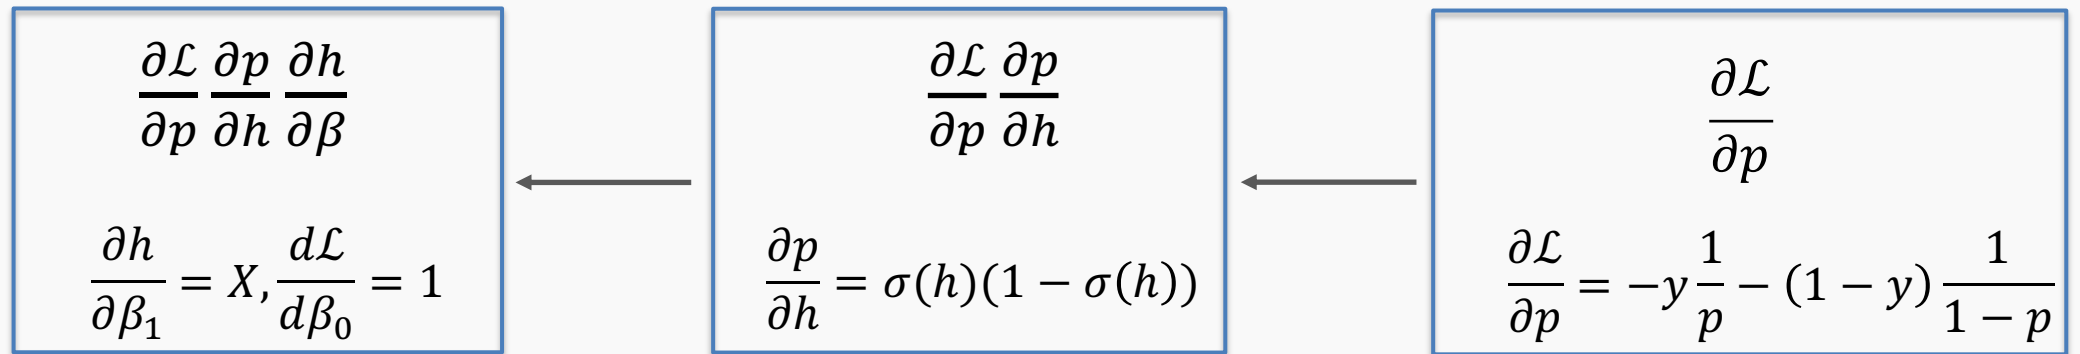 ∂ℒ/∂p ∂p/∂h ∂h/∂β
∂h/∂β₁ = X, dℒ/dβ₀ = 1
∂ℒ/∂p ∂p/∂h
∂p/∂h = σ(h)(1 − σ(h))
∂ℒ/∂p
∂ℒ/∂p = −y 1/p − (1 − y) 1/(1 − p)